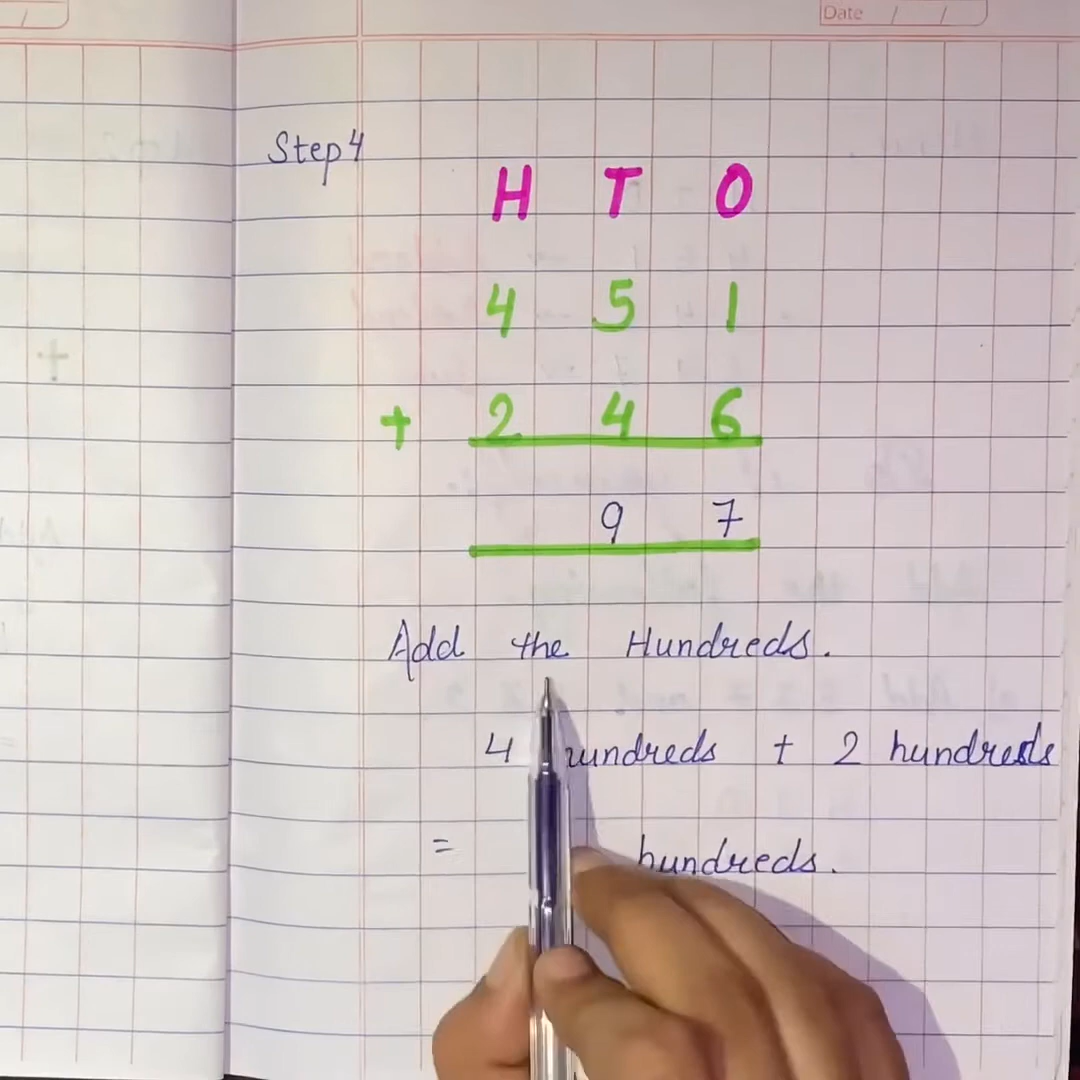 Date / /
Step 4
H T O
4 5 1
+ 2 4 6
9 7
Add the Hundreds.
4 hundreds + 2 hundreds
= hundreds.